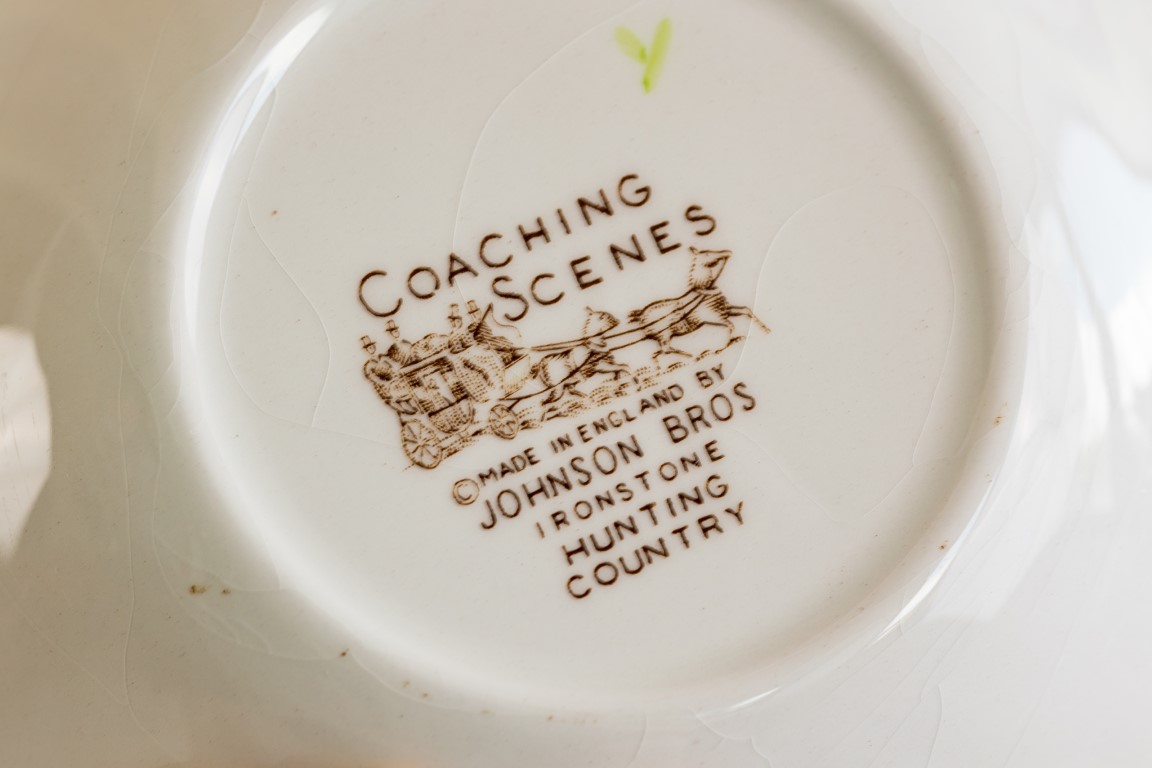 COACHING
SCENES
©MADE IN ENGLAND BY
JOHNSON BROS
IRONSTONE
HUNTING
COUNTRY